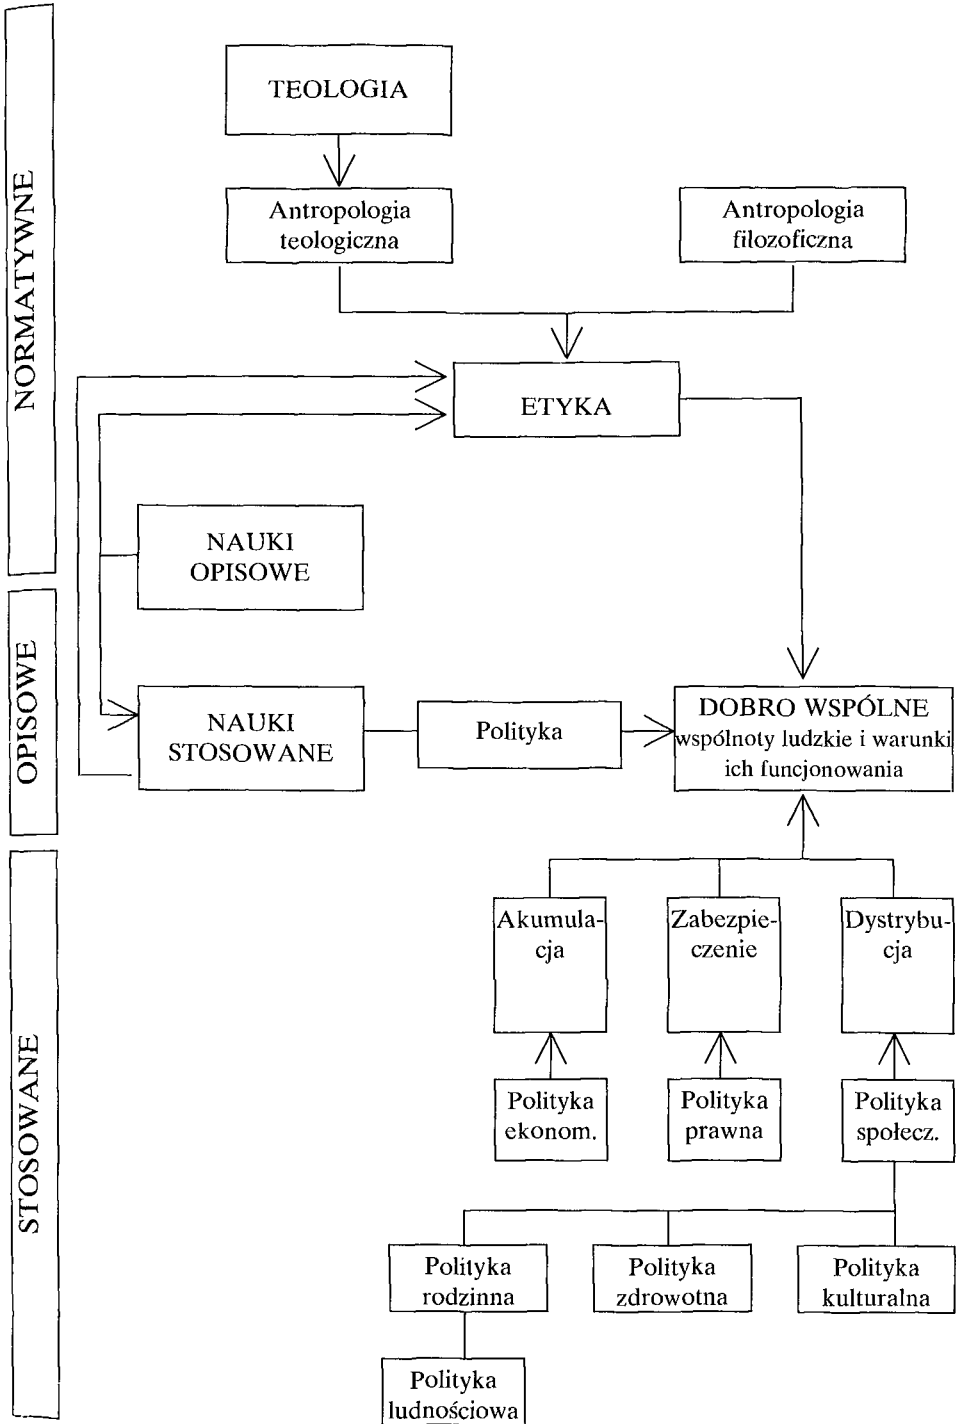 NORMATYWNE
OPISOWE
STOSOWANE
TEOLOGIA
Antropologia
teologiczna
Antropologia
filozoficzna
ETYKA
NAUKI
OPISOWE
NAUKI
STOSOWANE
Polityka
DOBRO WSPÓLNE
wspólnoty ludzkie i warunki
ich funcjonowania
Akumula-
cja
Zabezpie-
czenie
Dystrybu-
cja
Polityka
ekonom.
Polityka
prawna
Polityka
społecz.
Polityka
rodzinna
Polityka
zdrowotna
Polityka
kulturalna
Polityka
ludnościowa